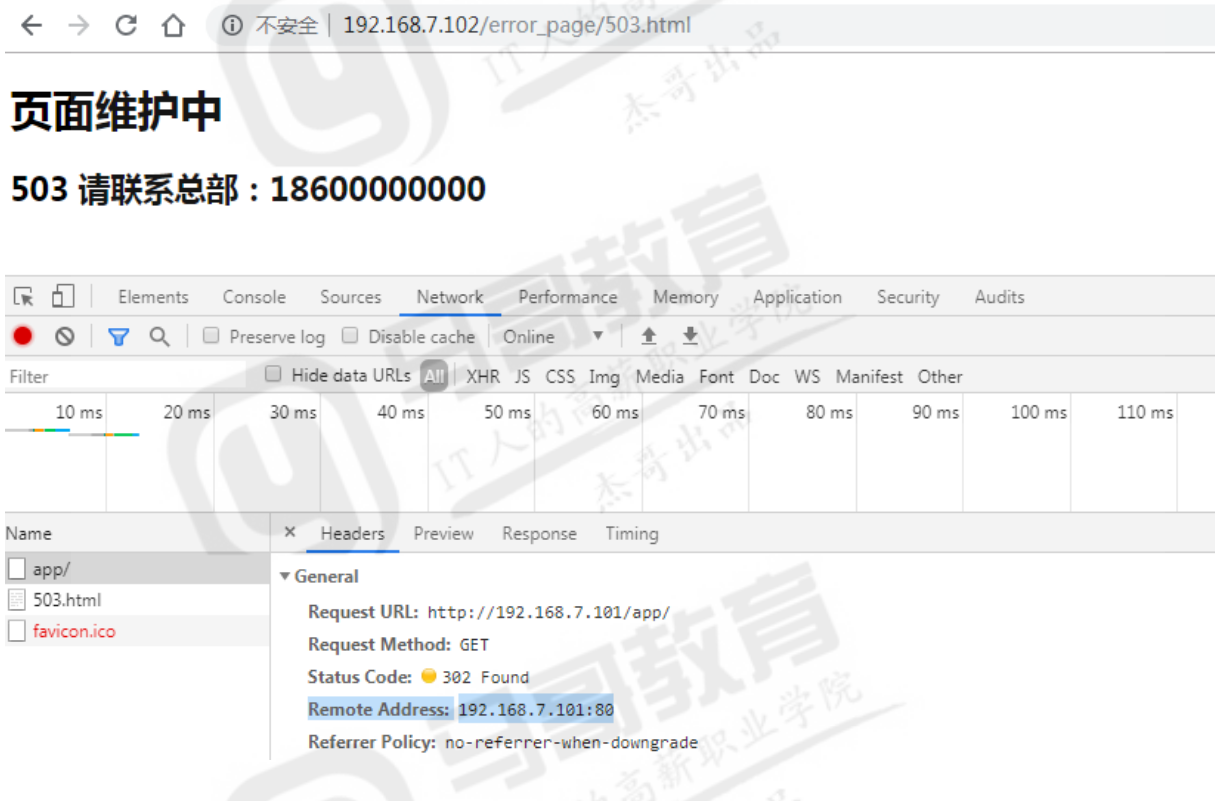 不安全 | 192.168.7.102/error_page/503.html
页面维护中
503 请联系总部：18600000000
Elements Console Sources Network Performance Memory Application Security Audits
Preserve log Disable cache Online
Filter Hide data URLs All XHR JS CSS Img Media Font Doc WS Manifest Other
10 ms 20 ms 30 ms 40 ms 50 ms 60 ms 70 ms 80 ms 90 ms 100 ms 110 ms
Name × Headers Preview Response Timing
app/
503.html
favicon.ico
General
Request URL: http://192.168.7.101/app/
Request Method: GET
Status Code: 302 Found
Remote Address: 192.168.7.101:80
Referrer Policy: no-referrer-when-downgrade
马哥教育
IT人的高薪职业学院
杰哥出品